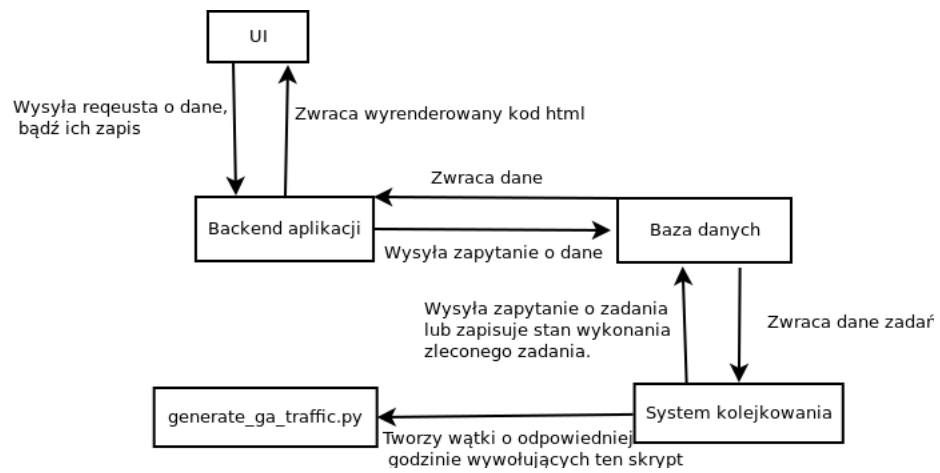 UI
Wysyła reqeusta o dane,
bądź ich zapis
Zwraca wyrenderowany kod html
Zwraca dane
Backend aplikacji
Baza danych
Wysyła zapytanie o dane
Wysyła zapytanie o zadania
lub zapisuje stan wykonania
zleconego zadania.
Zwraca dane zadań
generate_ga_traffic.py
System kolejkowania
Tworzy wątki o odpowiedniej
godzinie wywołujących ten skrypt